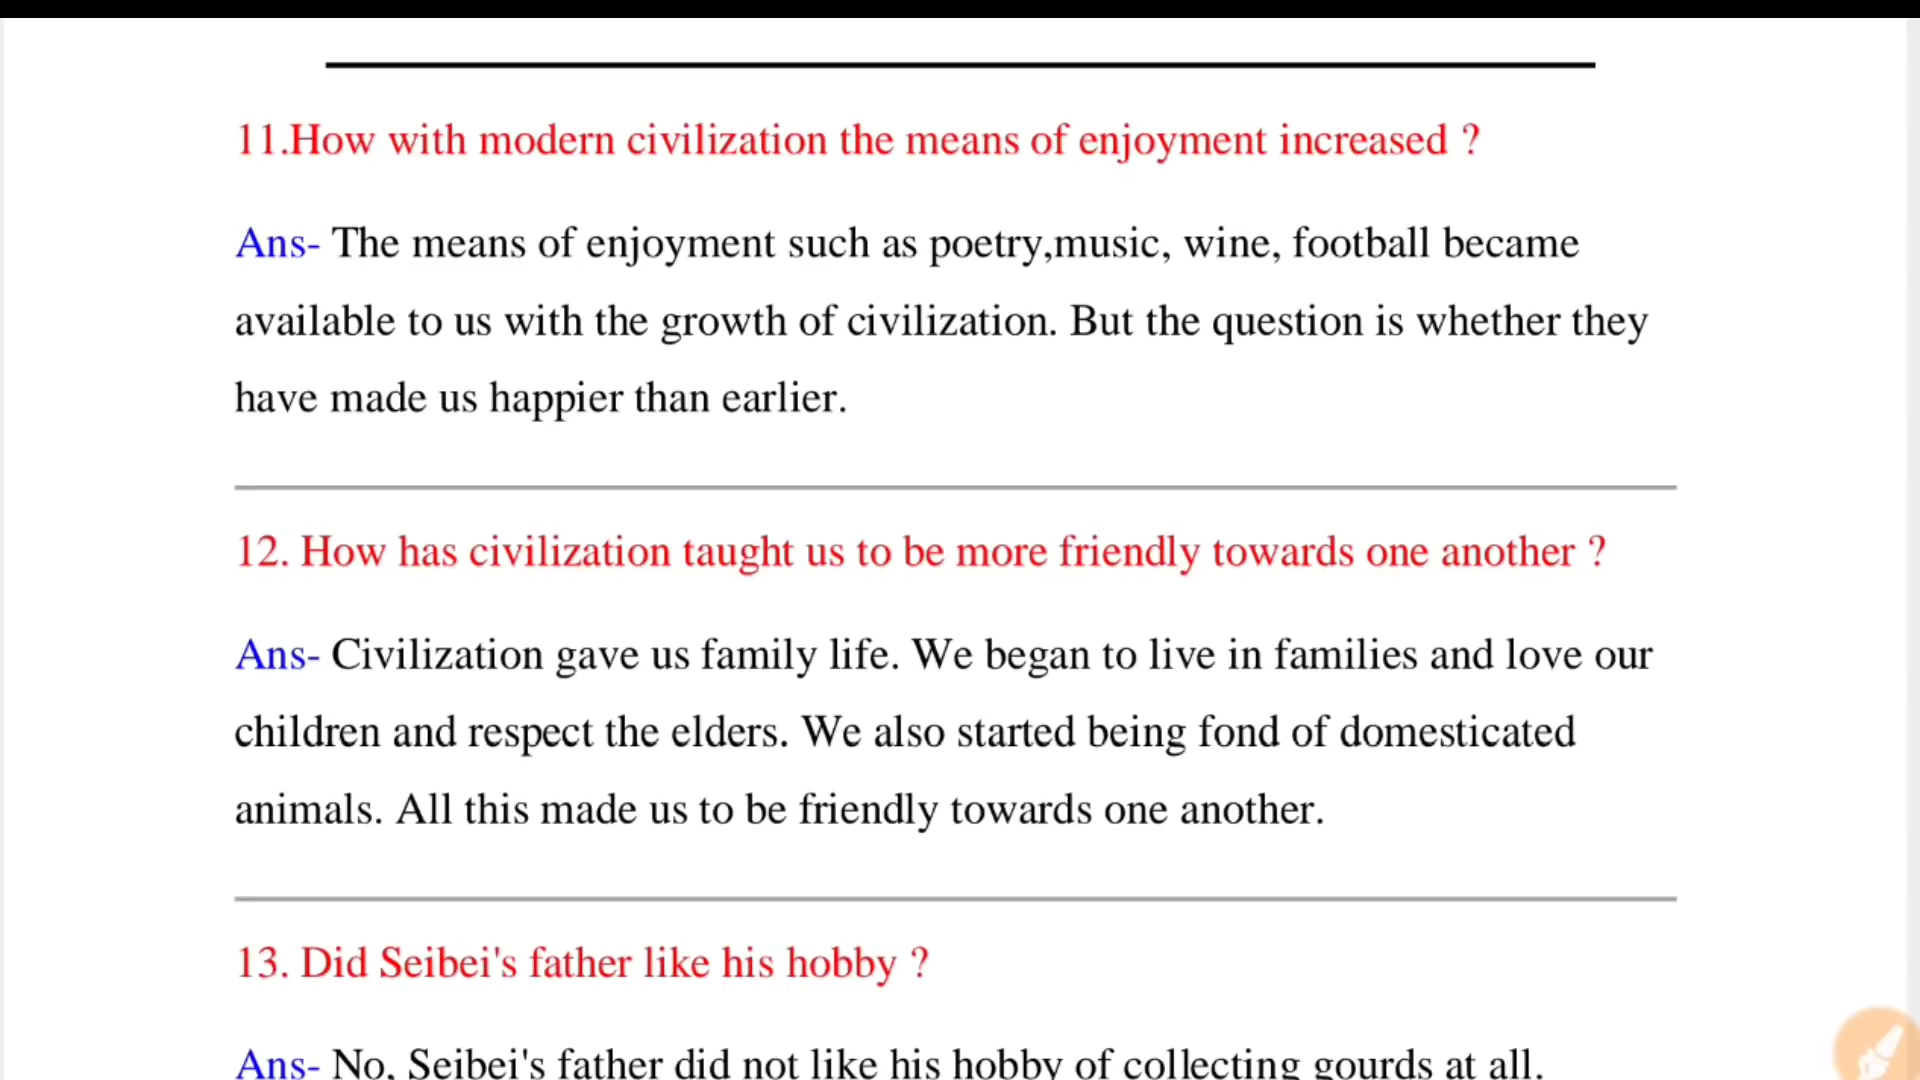 11.How with modern civilization the means of enjoyment increased ?
Ans- The means of enjoyment such as poetry,music, wine, football became
available to us with the growth of civilization. But the question is whether they
have made us happier than earlier.
12. How has civilization taught us to be more friendly towards one another ?
Ans- Civilization gave us family life. We began to live in families and love our
children and respect the elders. We also started being fond of domesticated
animals. All this made us to be friendly towards one another.
13. Did Seibei's father like his hobby ?
Ans- No, Seibei's father did not like his hobby of collecting gourds at all.